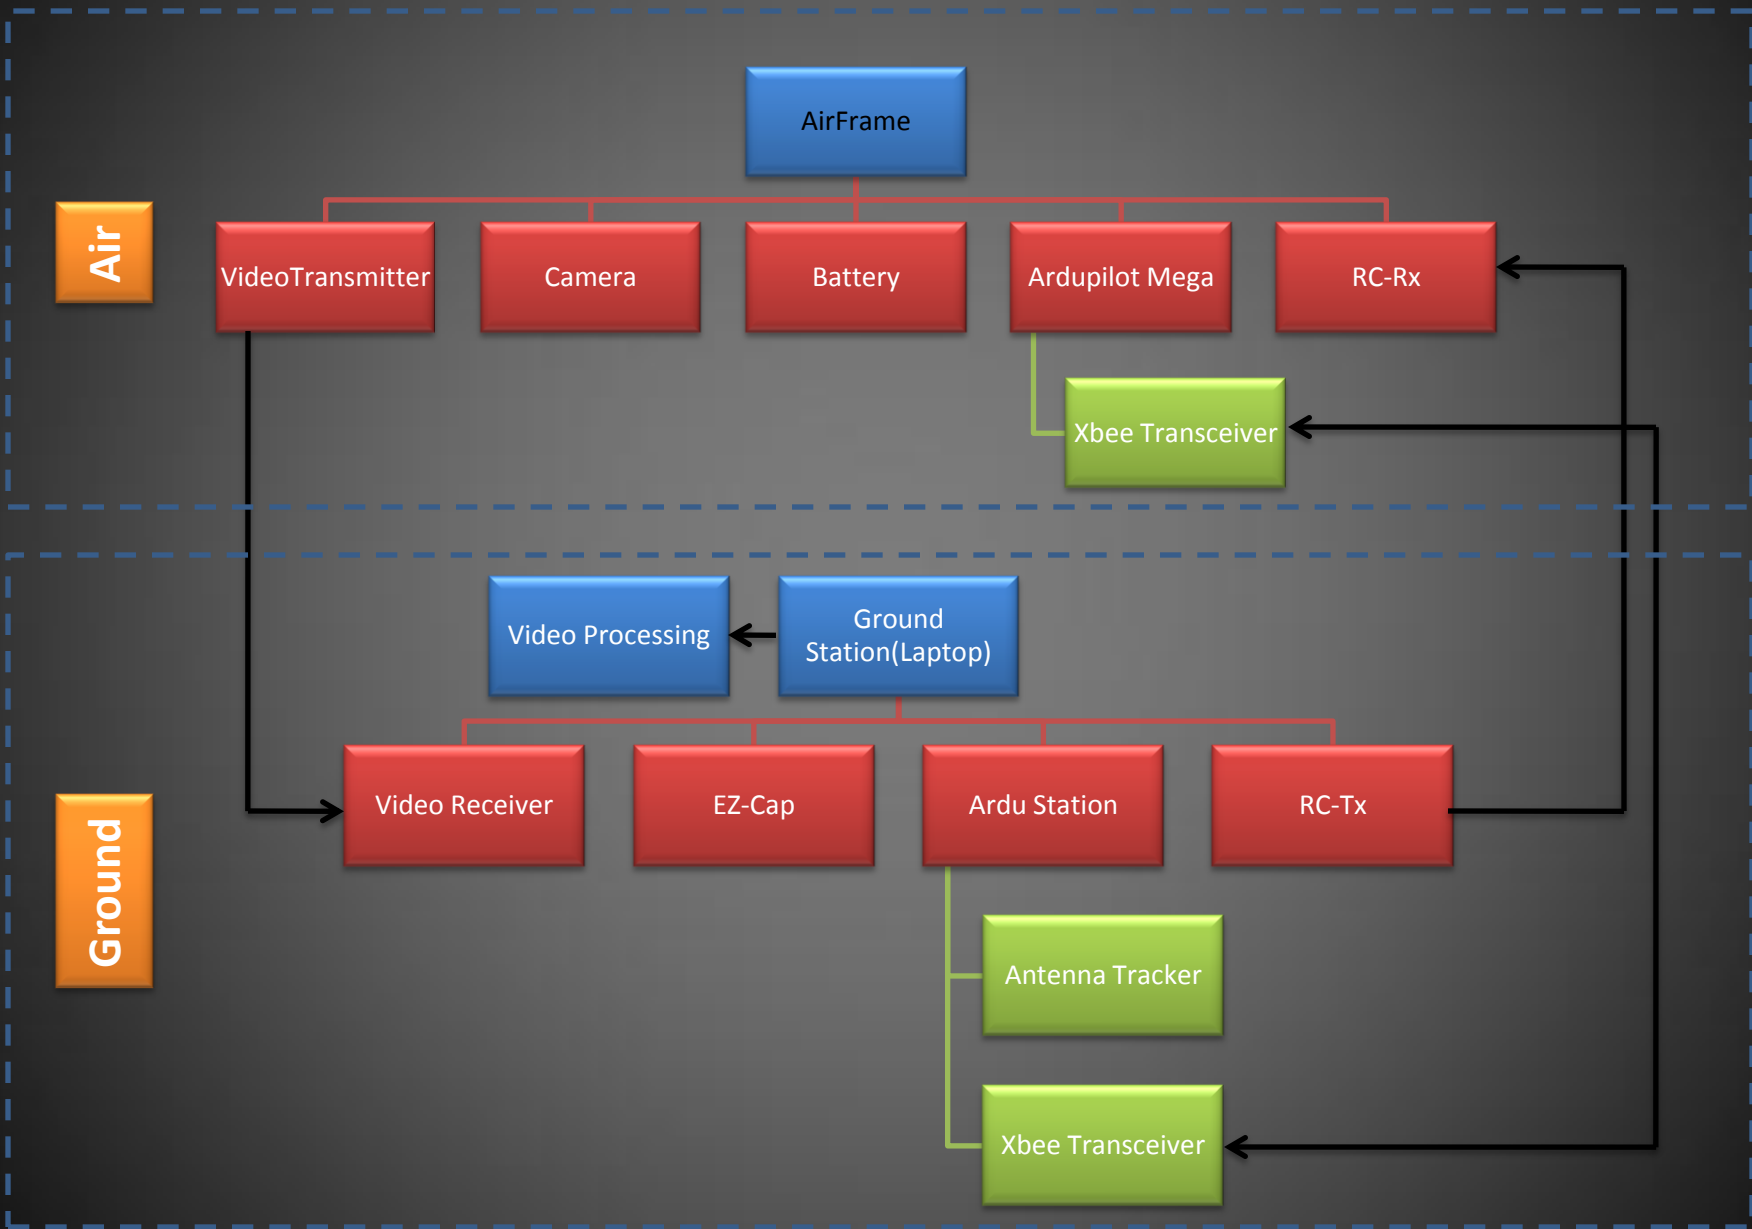 AirFrame
Air
VideoTransmitter
Camera
Battery
Ardupilot Mega
RC-Rx
Xbee Transceiver
Video Processing
Ground
Station(Laptop)
Ground
Video Receiver
EZ-Cap
Ardu Station
RC-Tx
Antenna Tracker
Xbee Transceiver